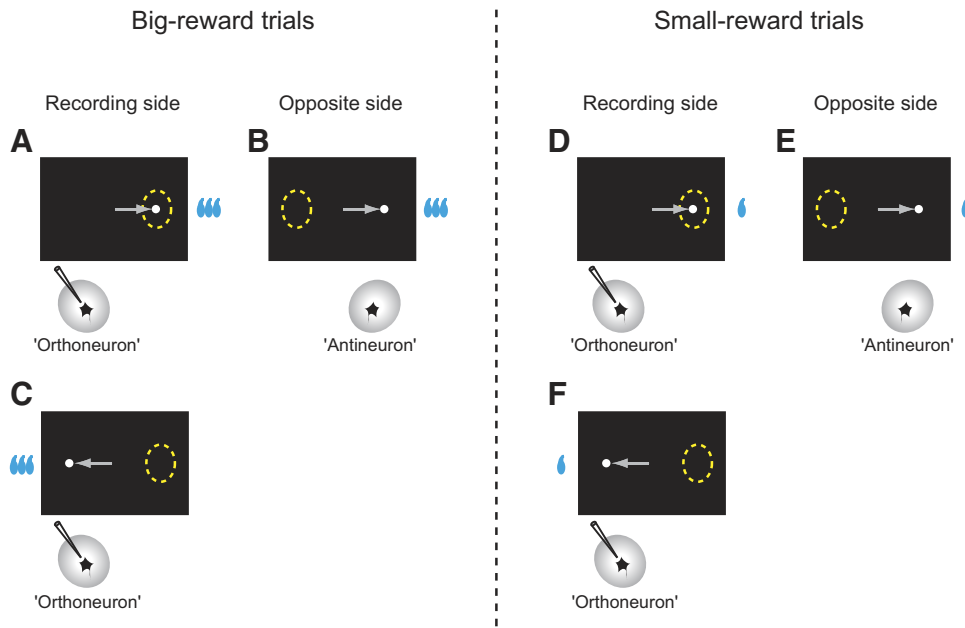 Big-reward trials
Small-reward trials
Recording side
Opposite side
Recording side
Opposite side
A
B
D
E
'Orthoneuron'
'Antineuron'
'Orthoneuron'
'Antineuron'
C
F
'Orthoneuron'
'Orthoneuron'